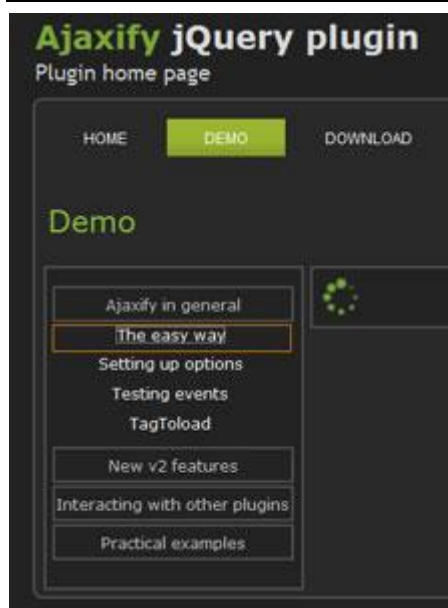 Ajaxify jQuery plugin
Plugin home page
HOME DEMO DOWNLOAD
Demo
Ajaxify in general
The easy way
Setting up options
Testing events
TagToload
New v2 features
Interacting with other plugins
Practical examples